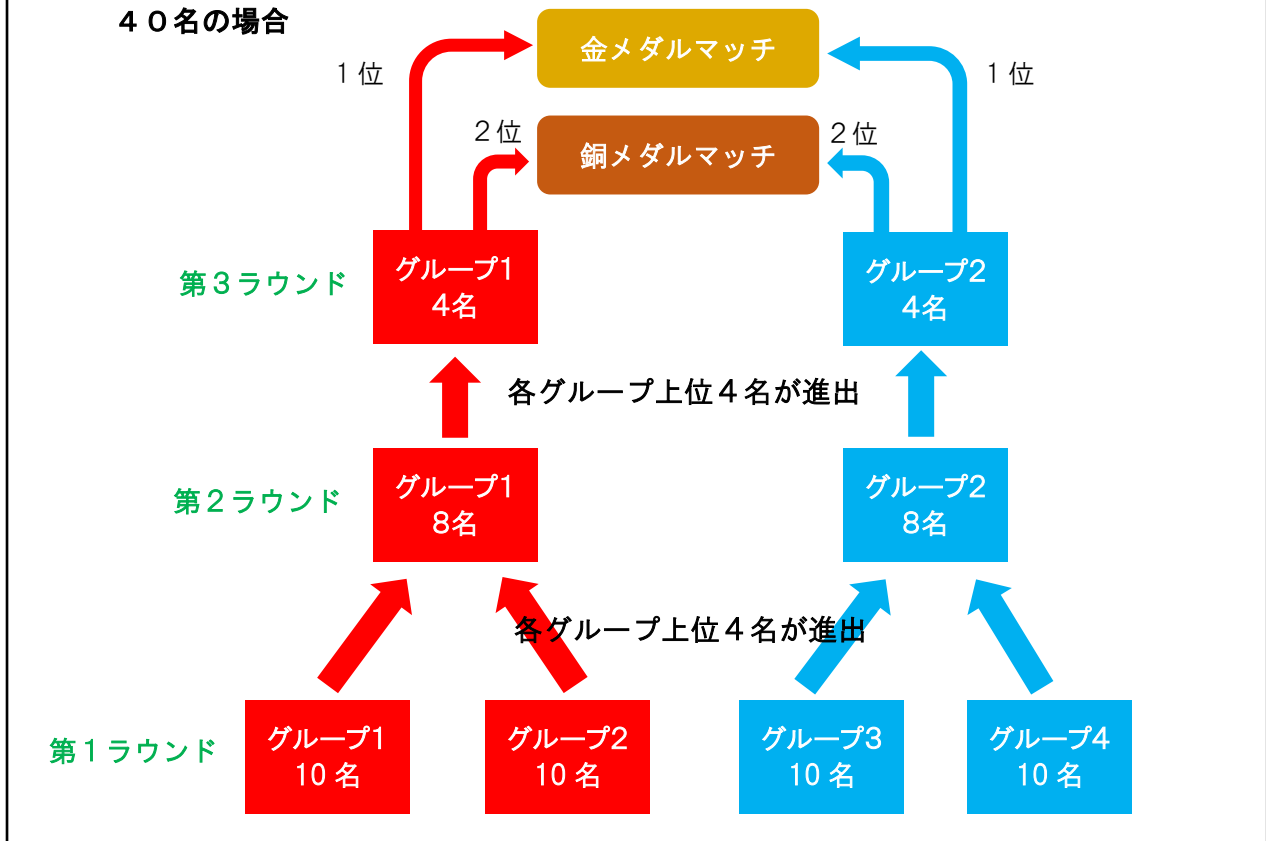 ４０名の場合
金メダルマッチ
１位
１位
銅メダルマッチ
２位
２位
第３ラウンド
グループ1
4名
グループ2
4名
各グループ上位４名が進出
第２ラウンド
グループ1
8名
グループ2
8名
各グループ上位４名が進出
第１ラウンド
グループ1
10 名
グループ2
10 名
グループ3
10 名
グループ4
10 名